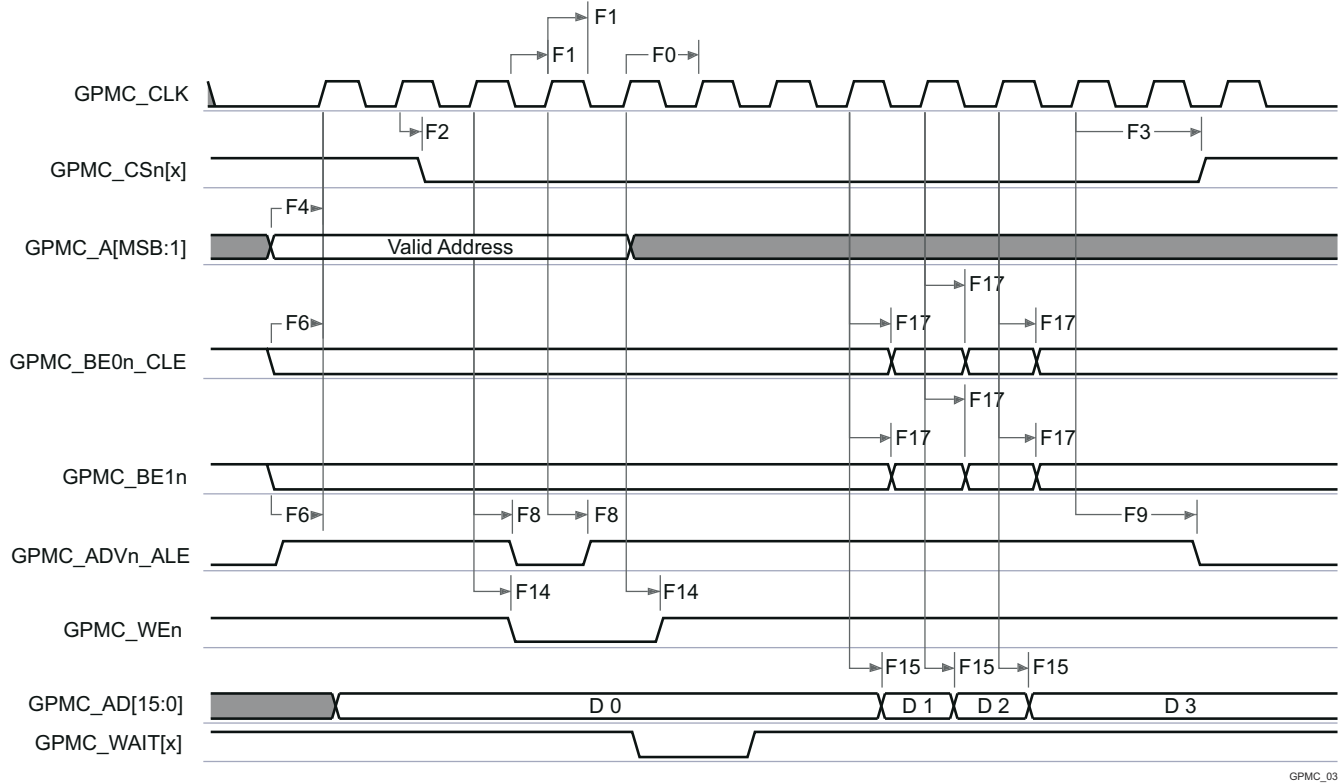 F1
F1
F0
GPMC_CLK
F2
F3
GPMC_CSn[x]
F4
GPMC_A[MSB:1]
Valid Address
F17
F6
F17
F17
GPMC_BE0n_CLE
F17
F17
F17
GPMC_BE1n
F6
F8
F8
F9
GPMC_ADVn_ALE
F14
F14
GPMC_WEn
F15
F15
F15
GPMC_AD[15:0]
D 0
D 1
D 2
D 3
GPMC_WAIT[x]
GPMC_03